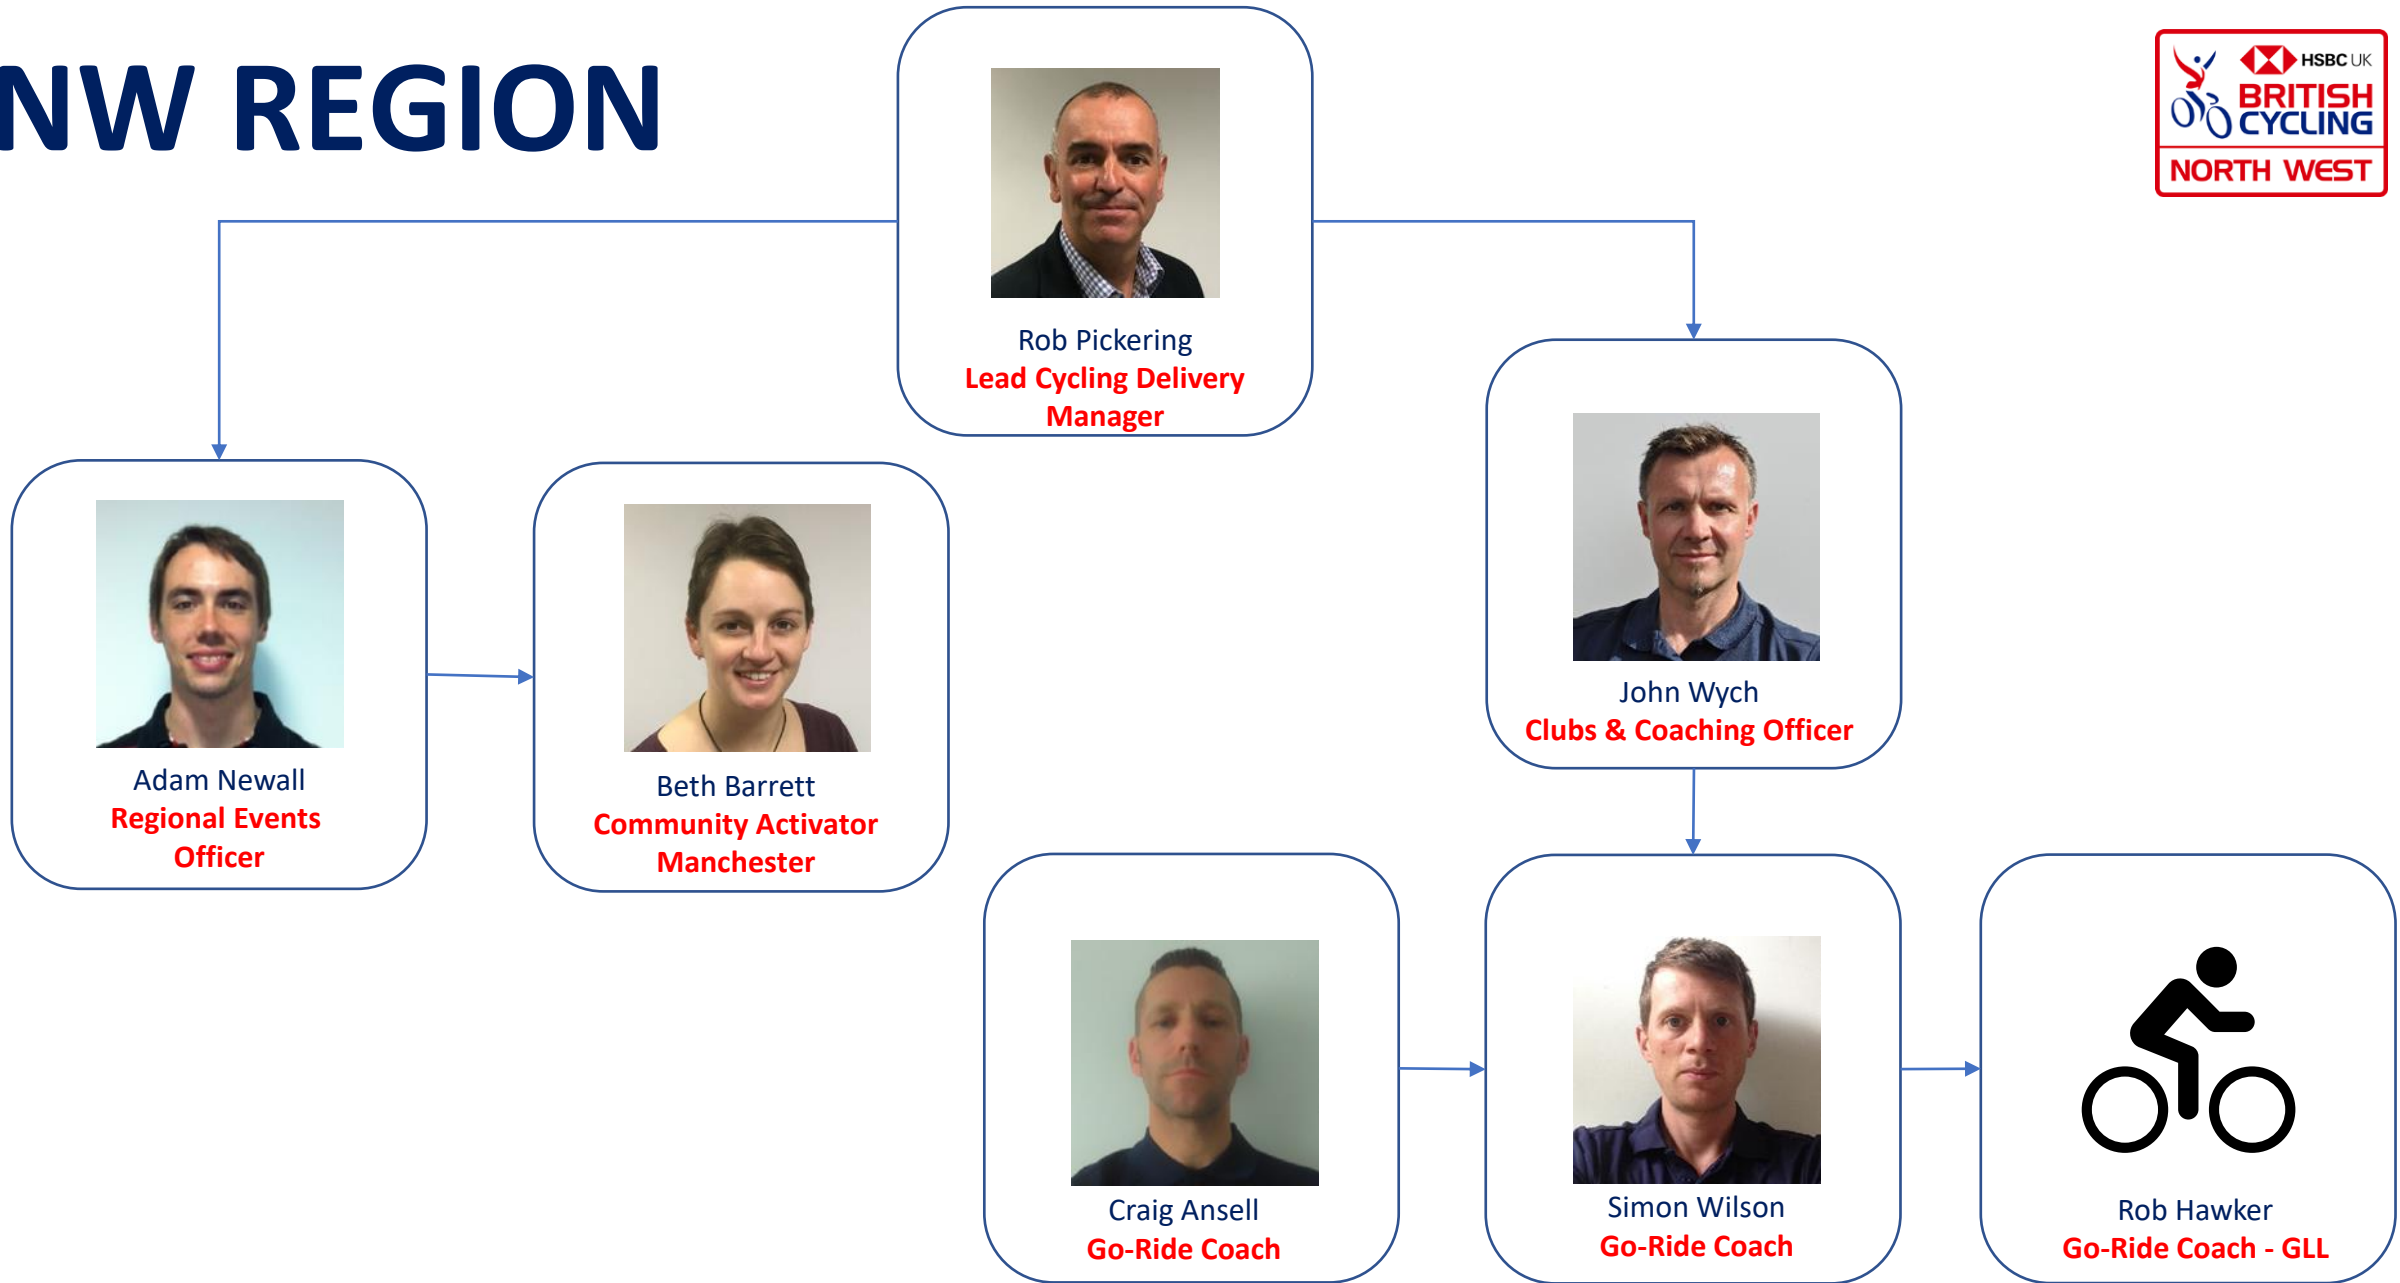 NW REGION
HSBC UK
BRITISH
CYCLING
NORTH WEST
Rob Pickering
Lead Cycling Delivery
Manager
John Wych
Clubs & Coaching Officer
Adam Newall
Regional Events
Officer
Beth Barrett
Community Activator
Manchester
Craig Ansell
Go-Ride Coach
Simon Wilson
Go-Ride Coach
Rob Hawker
Go-Ride Coach - GLL